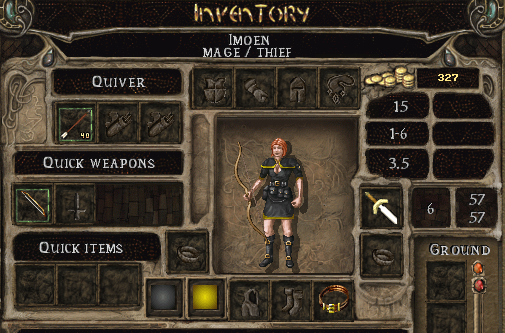 INVENTORY
IMOEN
MAGE / THIEF
QUIVER
327
40
15
1-6
3.5
QUICK WEAPONS
6
57
57
QUICK ITEMS
GROUND